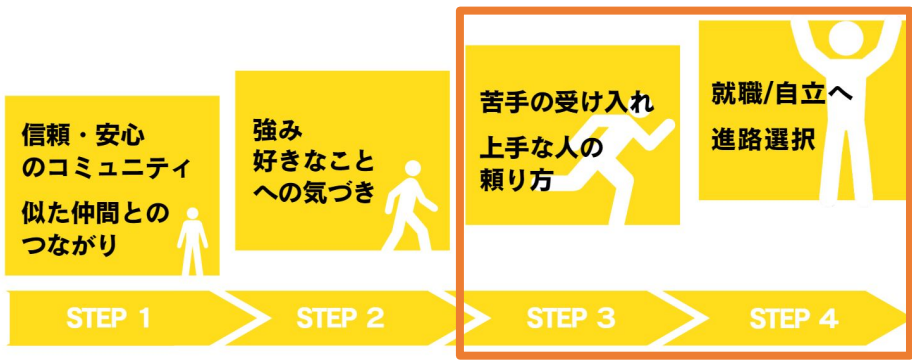 信頼・安心
のコミュニティ
似た仲間との
つながり
強み
好きなこと
への気づき
苦手の受け入れ
上手な人の
頼り方
就職/自立へ
進路選択
STEP 1
STEP 2
STEP 3
STEP 4